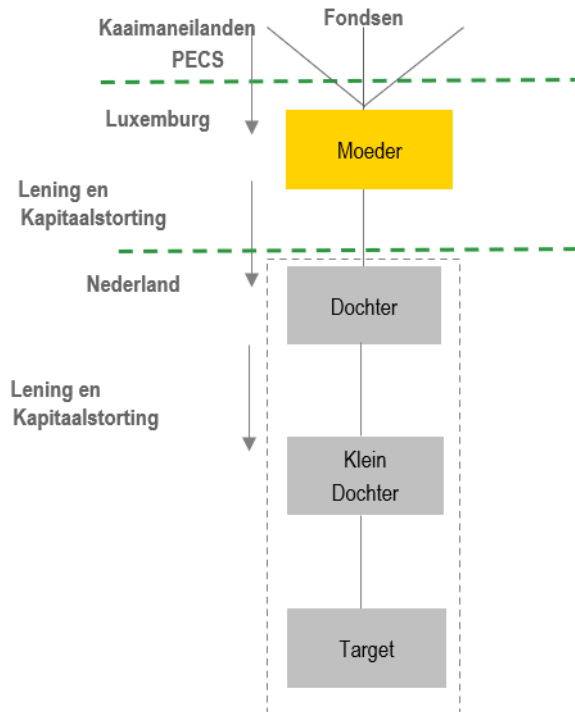 Fondsen
Kaaimaneilanden
PECS
Luxemburg
Moeder
Lening en
Kapitaalstorting
Nederland
Dochter
Lening en
Kapitaalstorting
Klein
Dochter
Target